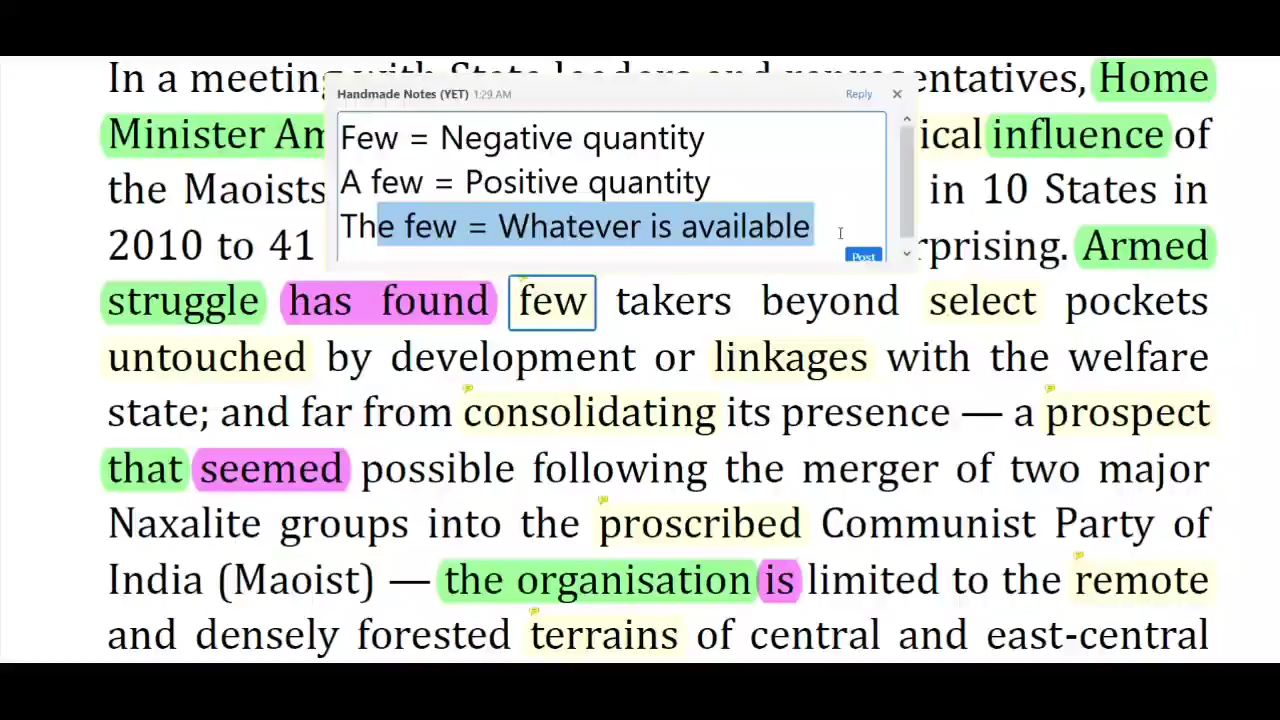 In a meeting with State leaders and representatives, Home
Handmade Notes (YET) 1:29 AM Reply
Minister Am
ical influence of
Few = Negative quantity
A few = Positive quantity
The few = Whatever is available
Post
the Maoists
in 10 States in
2010 to 41
rprising. Armed
struggle has found few takers beyond select pockets
untouched by development or linkages with the welfare
state; and far from consolidating its presence — a prospect
that seemed possible following the merger of two major
Naxalite groups into the proscribed Communist Party of
India (Maoist) — the organisation is limited to the remote
and densely forested terrains of central and east-central